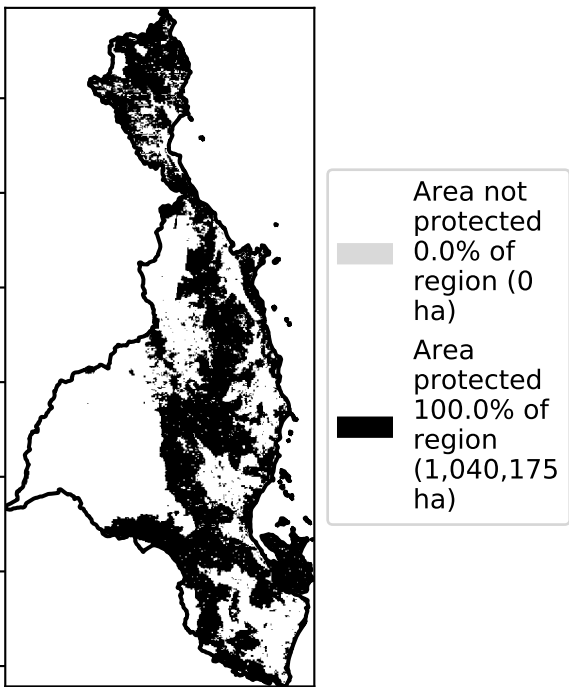 Area not
protected
0.0% of
region (0
ha)
Area
protected
100.0% of
region
(1,040,175
ha)